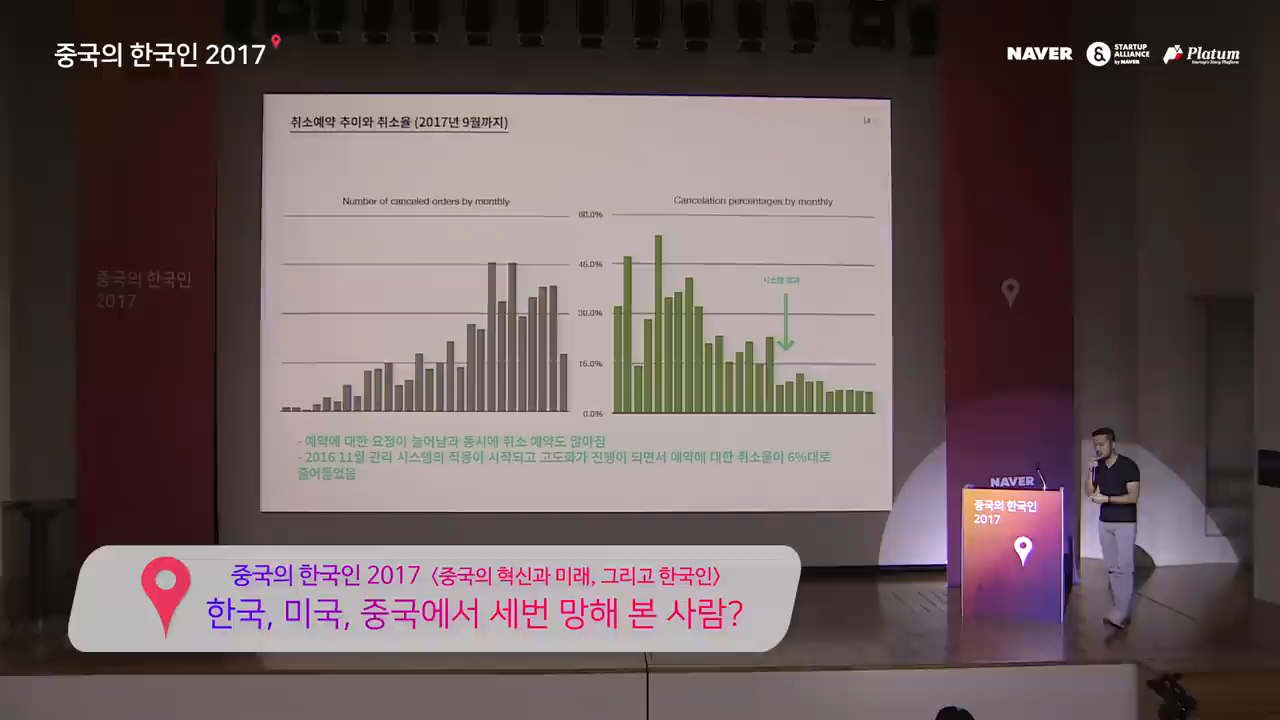 중국의 한국인 2017
NAVER
&
STARTUP
ALLIANCE
by NAVER
Platum
Startup's Story Platform
취소예약 추이와 취소율 (2017년 9월까지)
14
Number of canceled orders by monthly
Cancelation percentages by monthly
60.0%
45.0%
30.0%
15.0%
0.0%
- 예약에 대한 요청이 늘어남과 동시에 취소 예약도 많아짐
- 2016 11월 관리 시스템의 적용이 시작되고 고도화가 진행이 되면서 예약에 대한 취소율이 6%대로
줄어들었음
중국의 한국인
2017
NAVER
중국의 한국인
2017
중국의 한국인 2017 〈중국의 혁신과 미래, 그리고 한국인〉
한국, 미국, 중국에서 세번 망해 본 사람?